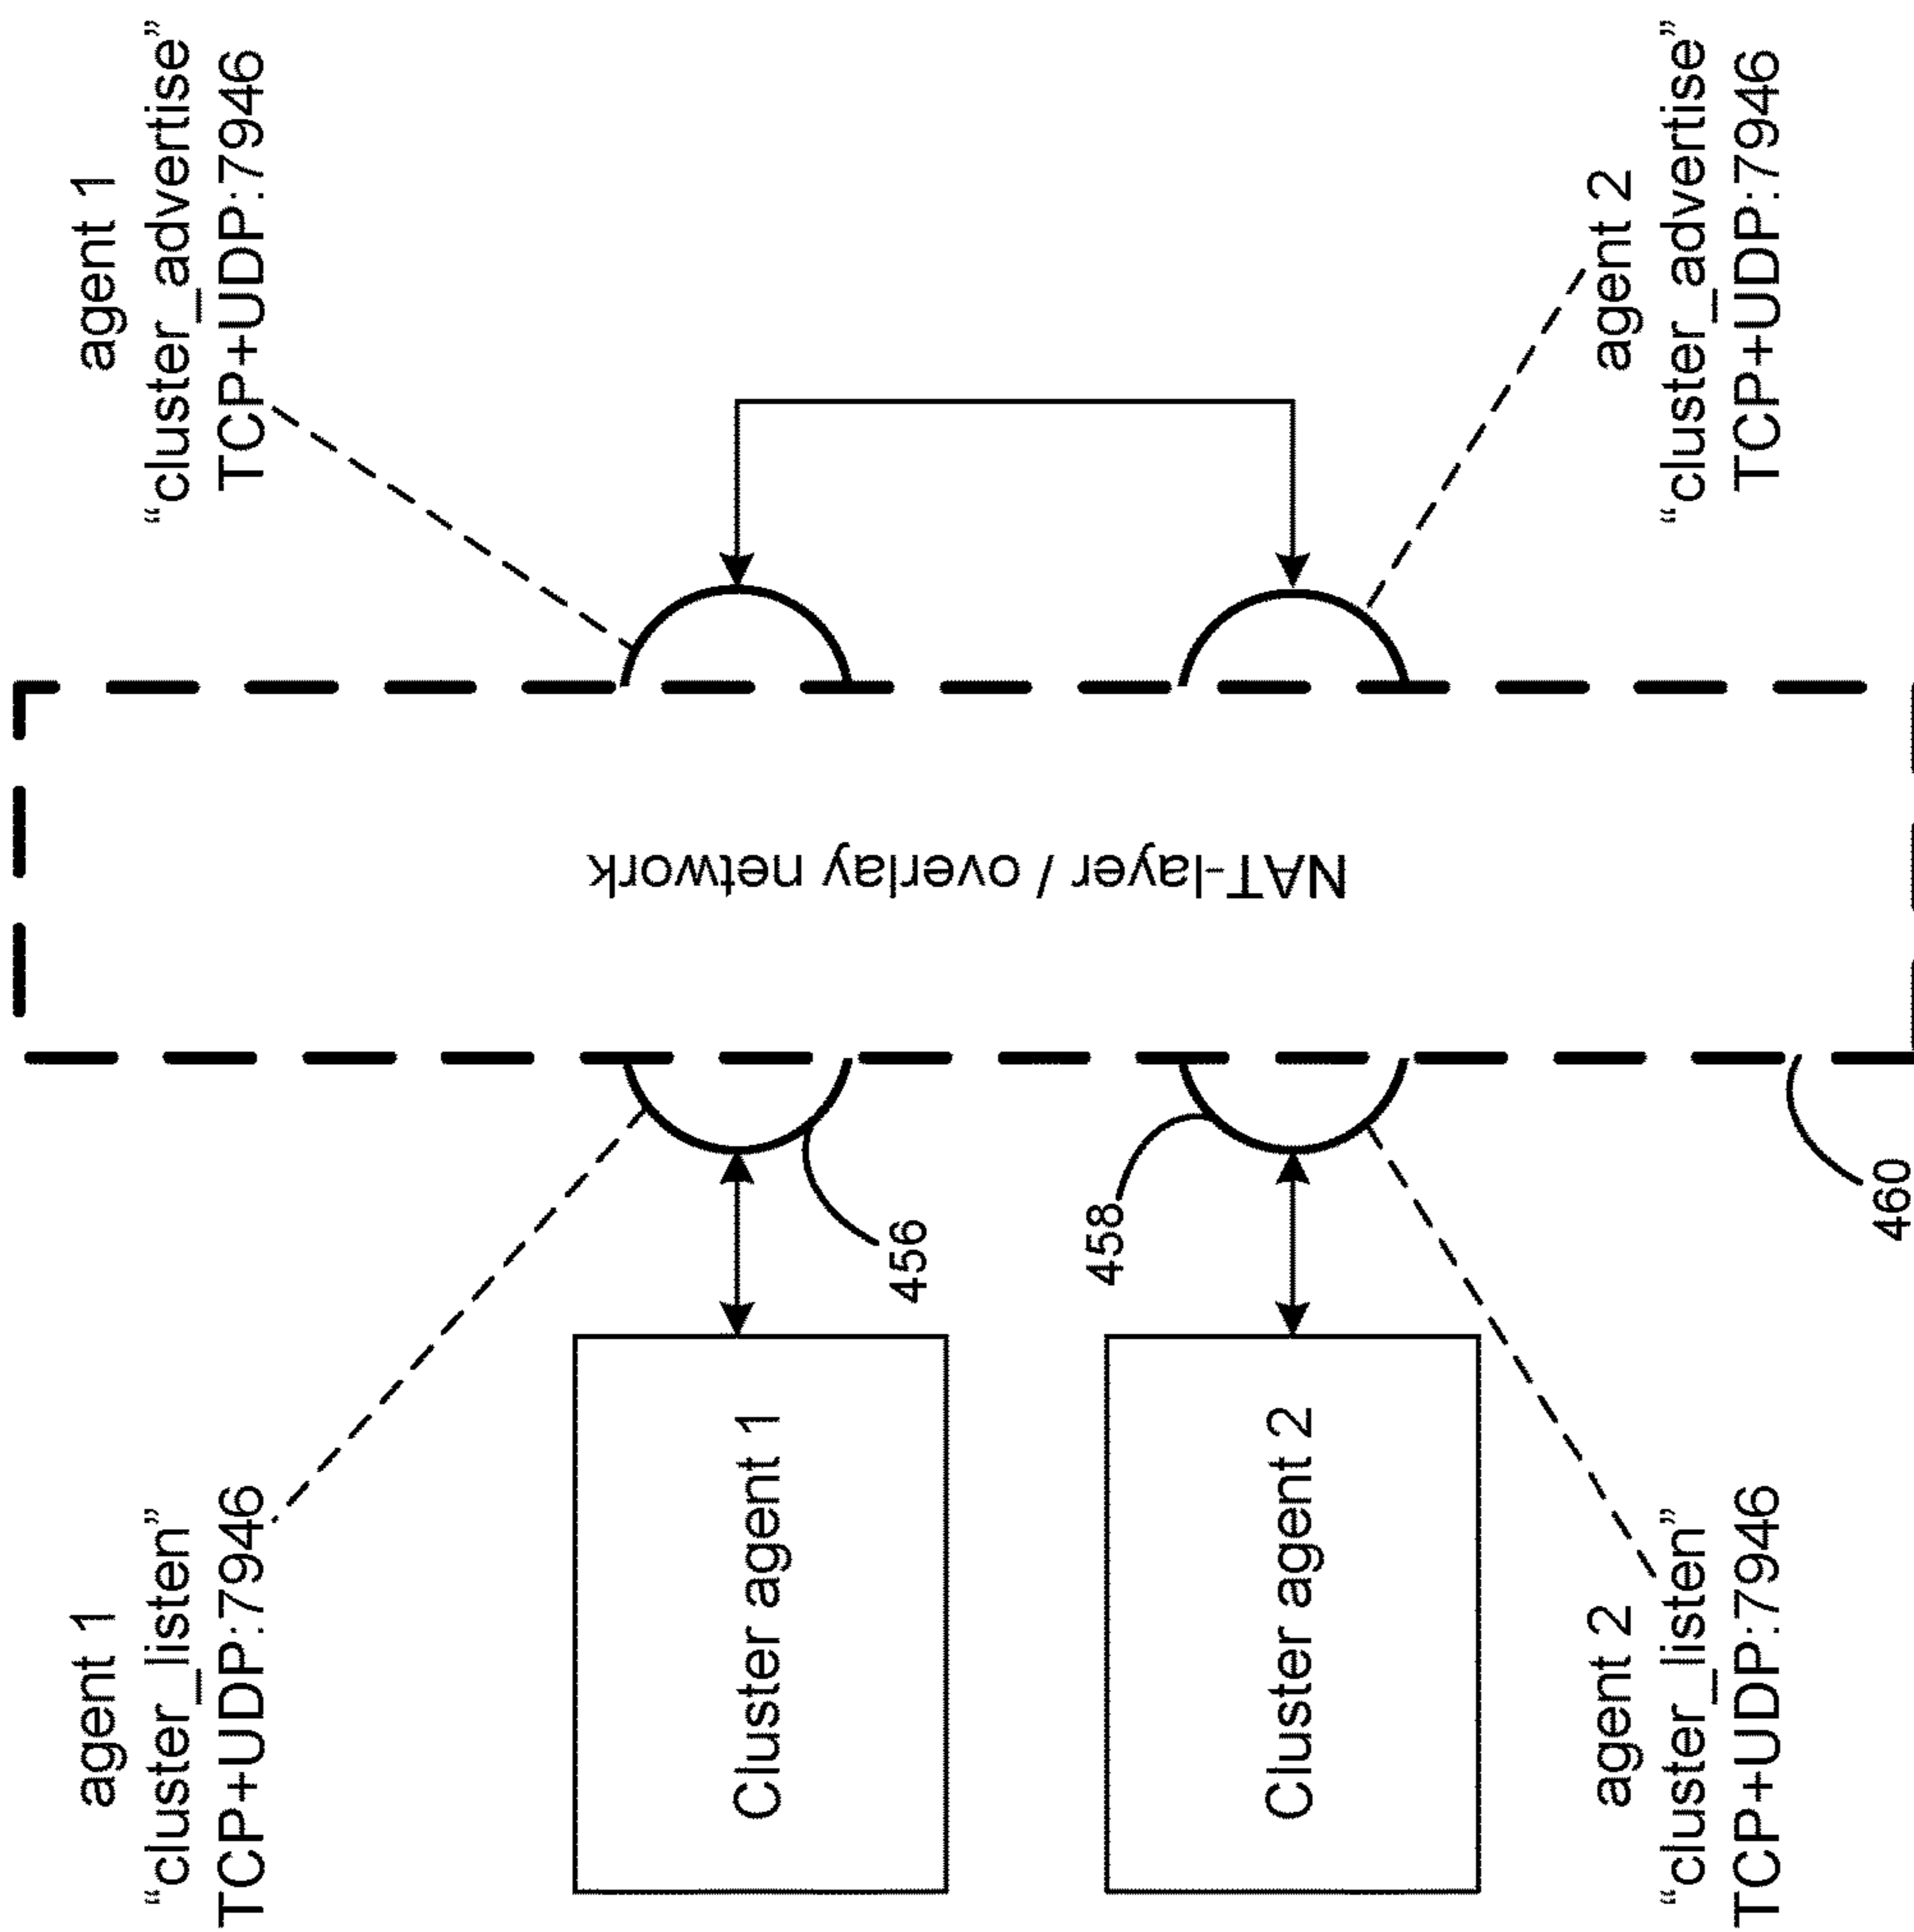 agent 1
“cluster_listen”
TCP+UDP:7946
agent 1
“cluster_advertise”
TCP+UDP:7946
Cluster agent 1
456
NAT-layer / overlay network
458
Cluster agent 2
agent 2
“cluster_listen”
TCP+UDP:7946
agent 2
“cluster_advertise”
TCP+UDP:7946
460